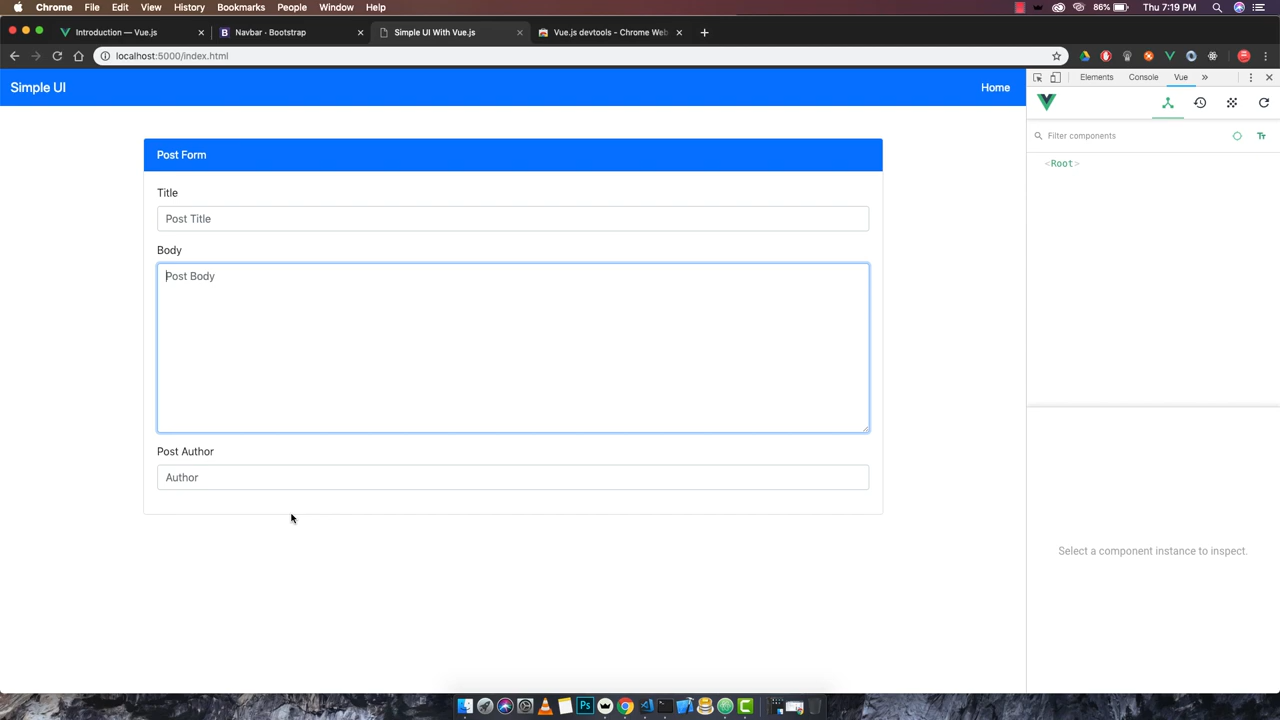 Chrome File Edit View History Bookmarks People Window Help 86% Thu 7:19 PM
Introduction — Vue.js Navbar · Bootstrap Simple UI With Vue.js Vue.js devtools - Chrome Web
localhost:5000/index.html
Simple UI Home
Elements Console Vue
Filter components
<Root>
Select a component instance to inspect.
Post Form
Title
Post Title
Body
Post Body
Post Author
Author